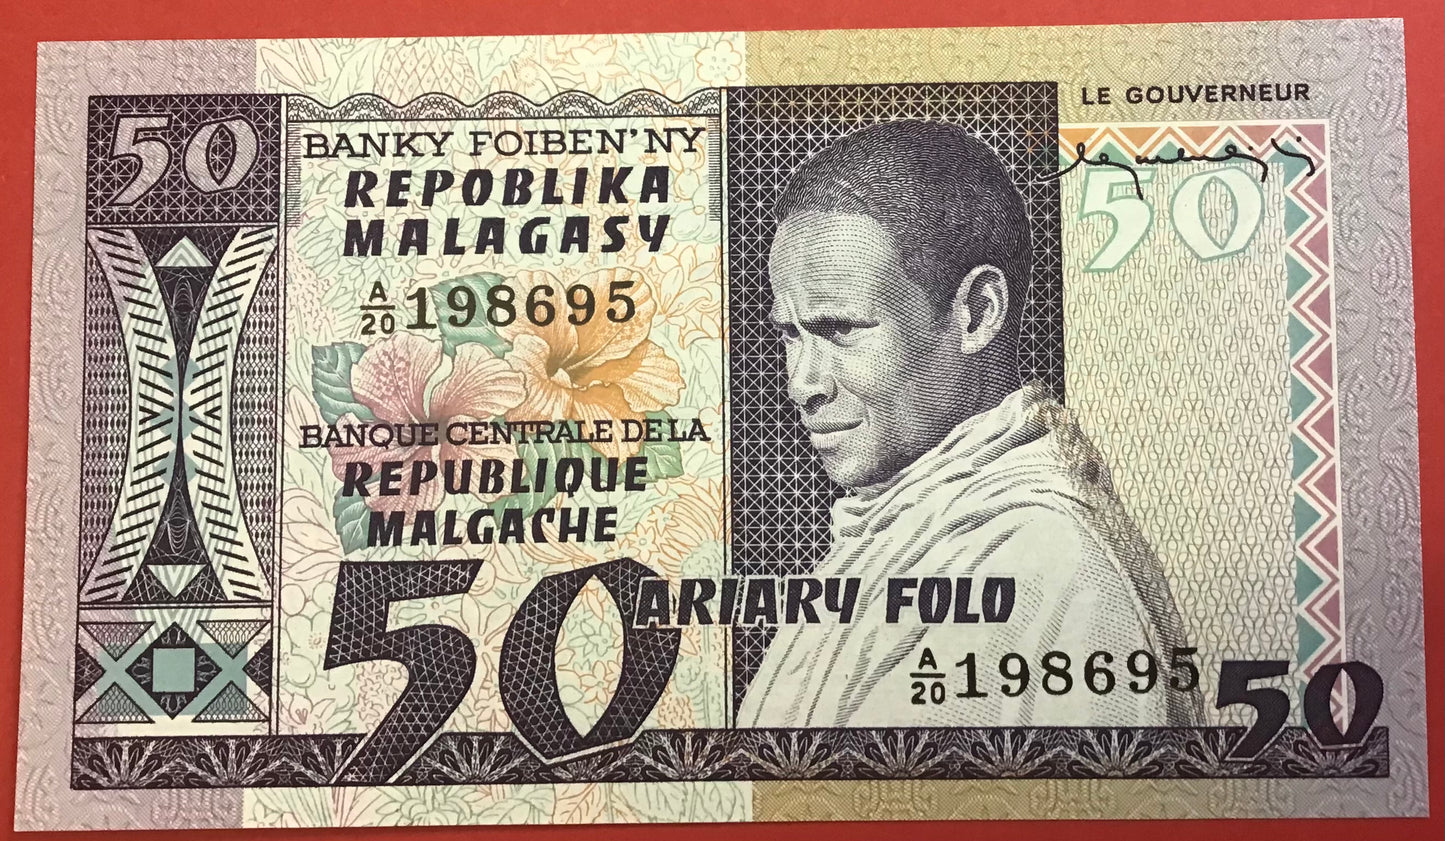 50
BANKY FOIBEN'NY
REPOBLIKA
MALAGASY
A/20 198695
BANQUE CENTRALE DE LA
REPUBLIQUE
MALGACHE
50 ARIARY FOLO
LE GOUVERNEUR
50
A/20 198695
50